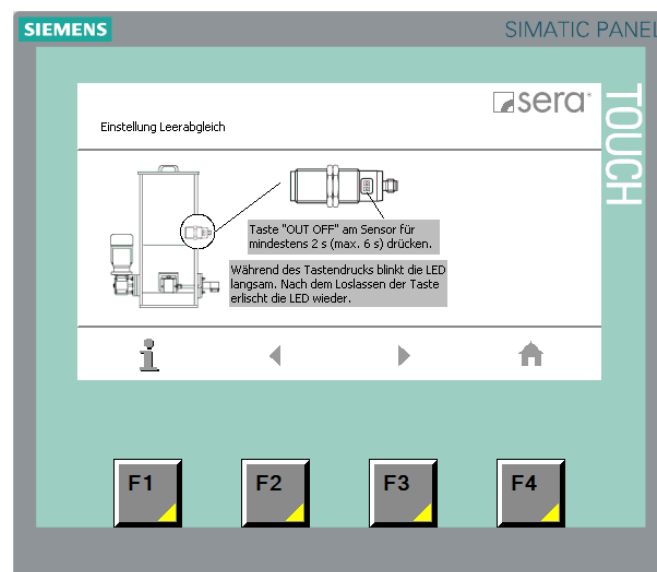 SIEMENS
SIMATIC PANEL
sera
TOUCH
Einstellung Leerabgleich
Taste "OUT OFF" am Sensor für
mindestens 2 s (max. 6 s) drücken.
Während des Tastendrucks blinkt die LED
langsam. Nach dem Loslassen der Taste
erlischt die LED wieder.
F1
F2
F3
F4